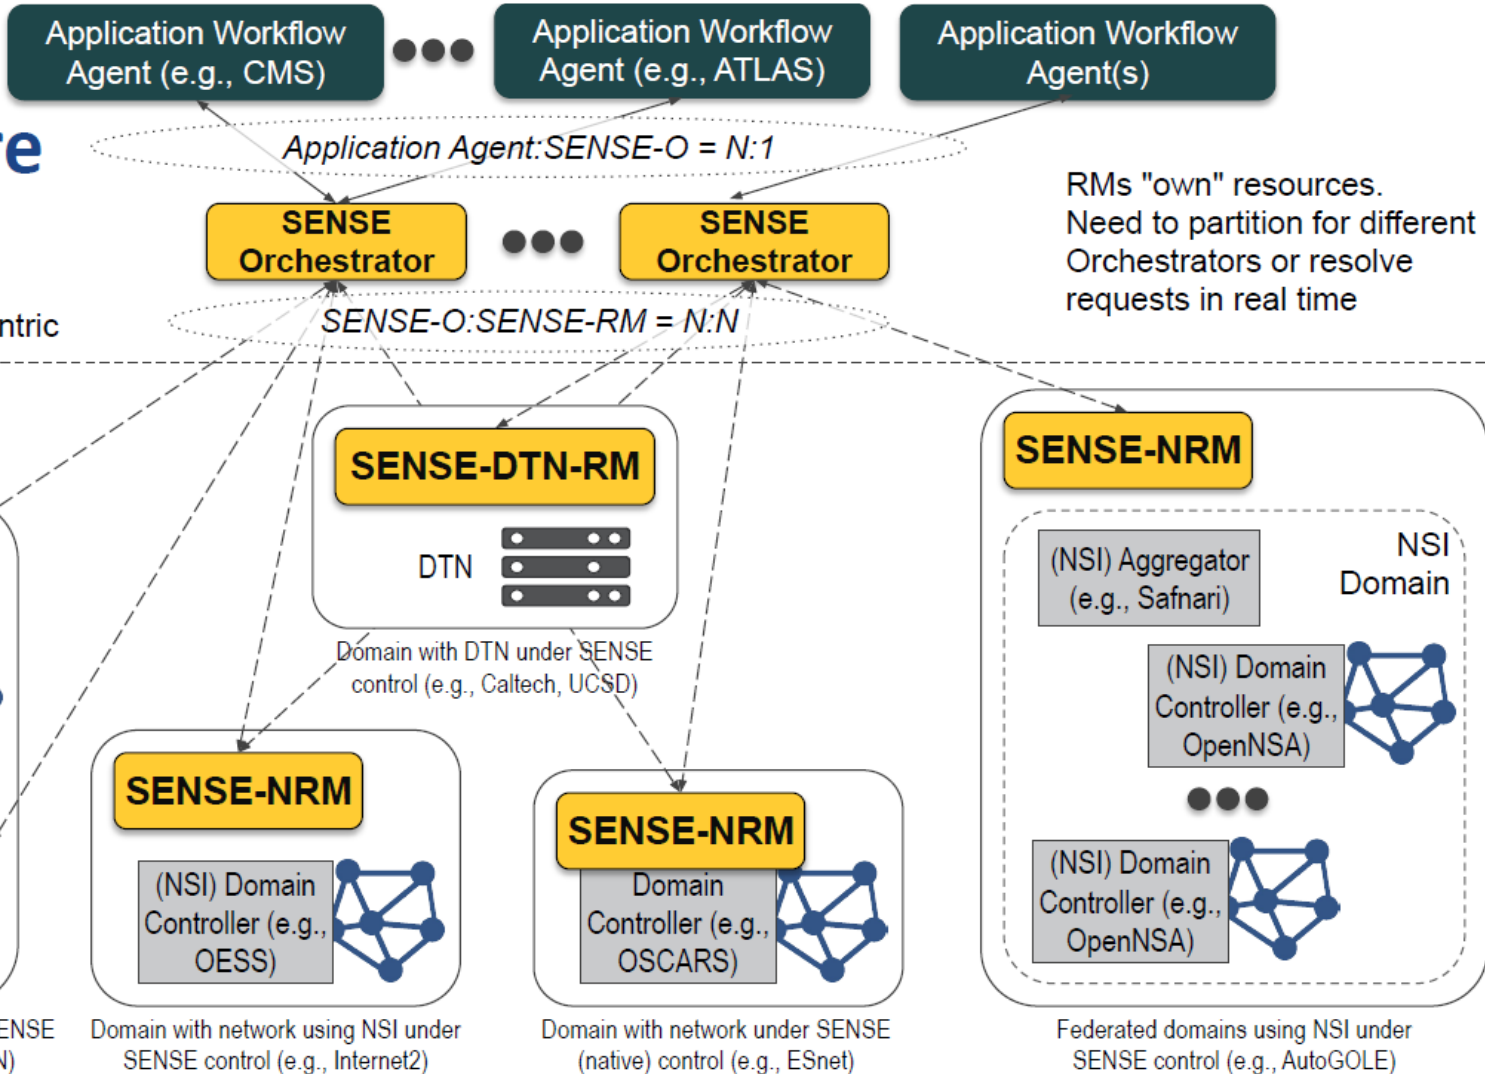 Application Workflow
Agent (e.g., CMS)
Application Workflow
Agent (e.g., ATLAS)
Application Workflow
Agent(s)
re
Application Agent:SENSE-O = N:1
SENSE
Orchestrator
SENSE
Orchestrator
RMs "own" resources.
Need to partition for different
Orchestrators or resolve
requests in real time
ntric
SENSE-O:SENSE-RM = N:N
SENSE-DTN-RM
DTN
Domain with DTN under SENSE
control (e.g., Caltech, UCSD)
SENSE-NRM
NSI
Domain
(NSI) Aggregator
(e.g., Safnari)
(NSI) Domain
Controller (e.g.,
OpenNSA)
(NSI) Domain
Controller (e.g.,
OpenNSA)
SENSE-NRM
(NSI) Domain
Controller (e.g.,
OESS)
SENSE-NRM
Domain
Controller (e.g.,
OSCARS)
ENSE
N)
Domain with network using NSI under
SENSE control (e.g., Internet2)
Domain with network under SENSE
(native) control (e.g., ESnet)
Federated domains using NSI under
SENSE control (e.g., AutoGOLE)